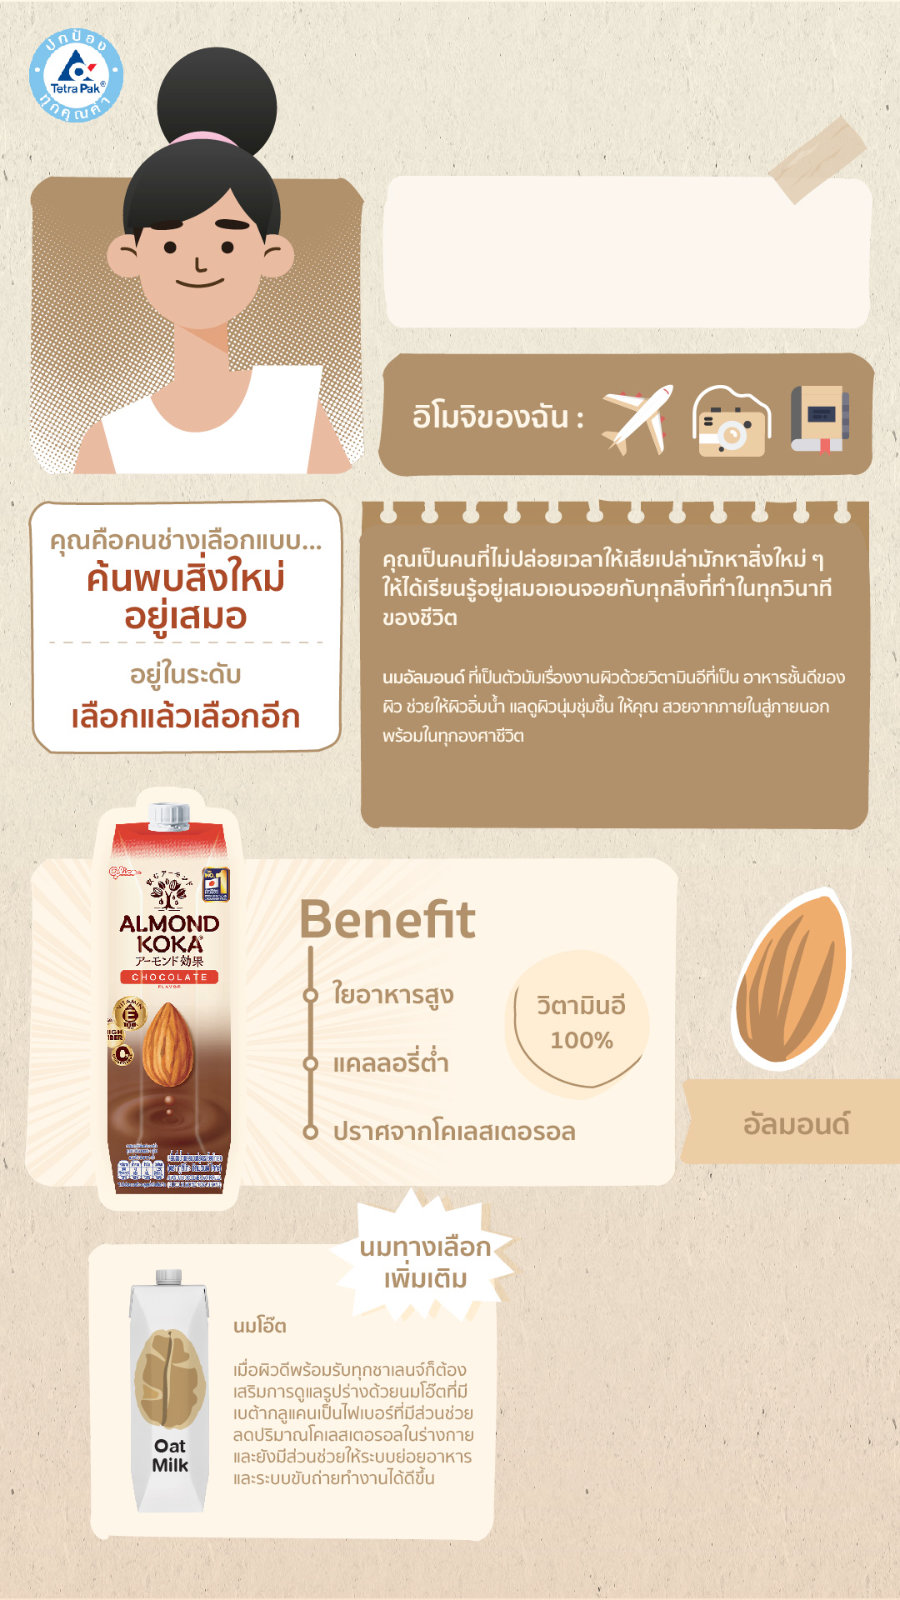 ปกป้อง
Tetra Pak®
ทุกคุณค่า
อิโมจิของฉัน :
คุณคือคนช่างเลือกแบบ...
ค้นพบสิ่งใหม่
อยู่เสมอ
อยู่ในระดับ
เลือกแล้วเลือกอีก
คุณเป็นคนที่ไม่ปล่อยเวลาให้เสียเปล่ามักหาสิ่งใหม่ ๆ
ให้ได้เรียนรู้อยู่เสมอเอนจอยกับทุกสิ่งที่ทำในทุกวินาที
ของชีวิต
นมอัลมอนด์ ที่เป็นตัวมัมเรื่องงานผิวด้วยวิตามินอีที่เป็น อาหารชั้นดีของ
ผิว ช่วยให้ผิวอิ่มน้ำ แลดูผิวนุ่มชุ่มชื้น ให้คุณ สวยจากภายในสู่ภายนอก
พร้อมในทุกองศาชีวิต
Glico
飲むアーモンド
NO. 1
ALMOND
KOKA
アーモンド効果
CHOCOLATE
FLAVOR
VITAMIN
E
Benefit
ใยอาหารสูง
แคลลอรี่ต่ำ
ปราศจากโคเลสเตอรอล
วิตามินอี
100%
อัลมอนด์
นมทางเลือก
เพิ่มเติม
นมโอ๊ต
เมื่อผิวดีพร้อมรับทุกชาเลนจ์ก็ต้อง
เสริมการดูแลรูปร่างด้วยนมโอ๊ตที่มี
เบต้ากลูแคนเป็นไฟเบอร์ที่มีส่วนช่วย
ลดปริมาณโคเลสเตอรอลในร่างกาย
และยังมีส่วนช่วยให้ระบบย่อยอาหาร
และระบบขับถ่ายทำงานได้ดีขึ้น
Oat
Milk